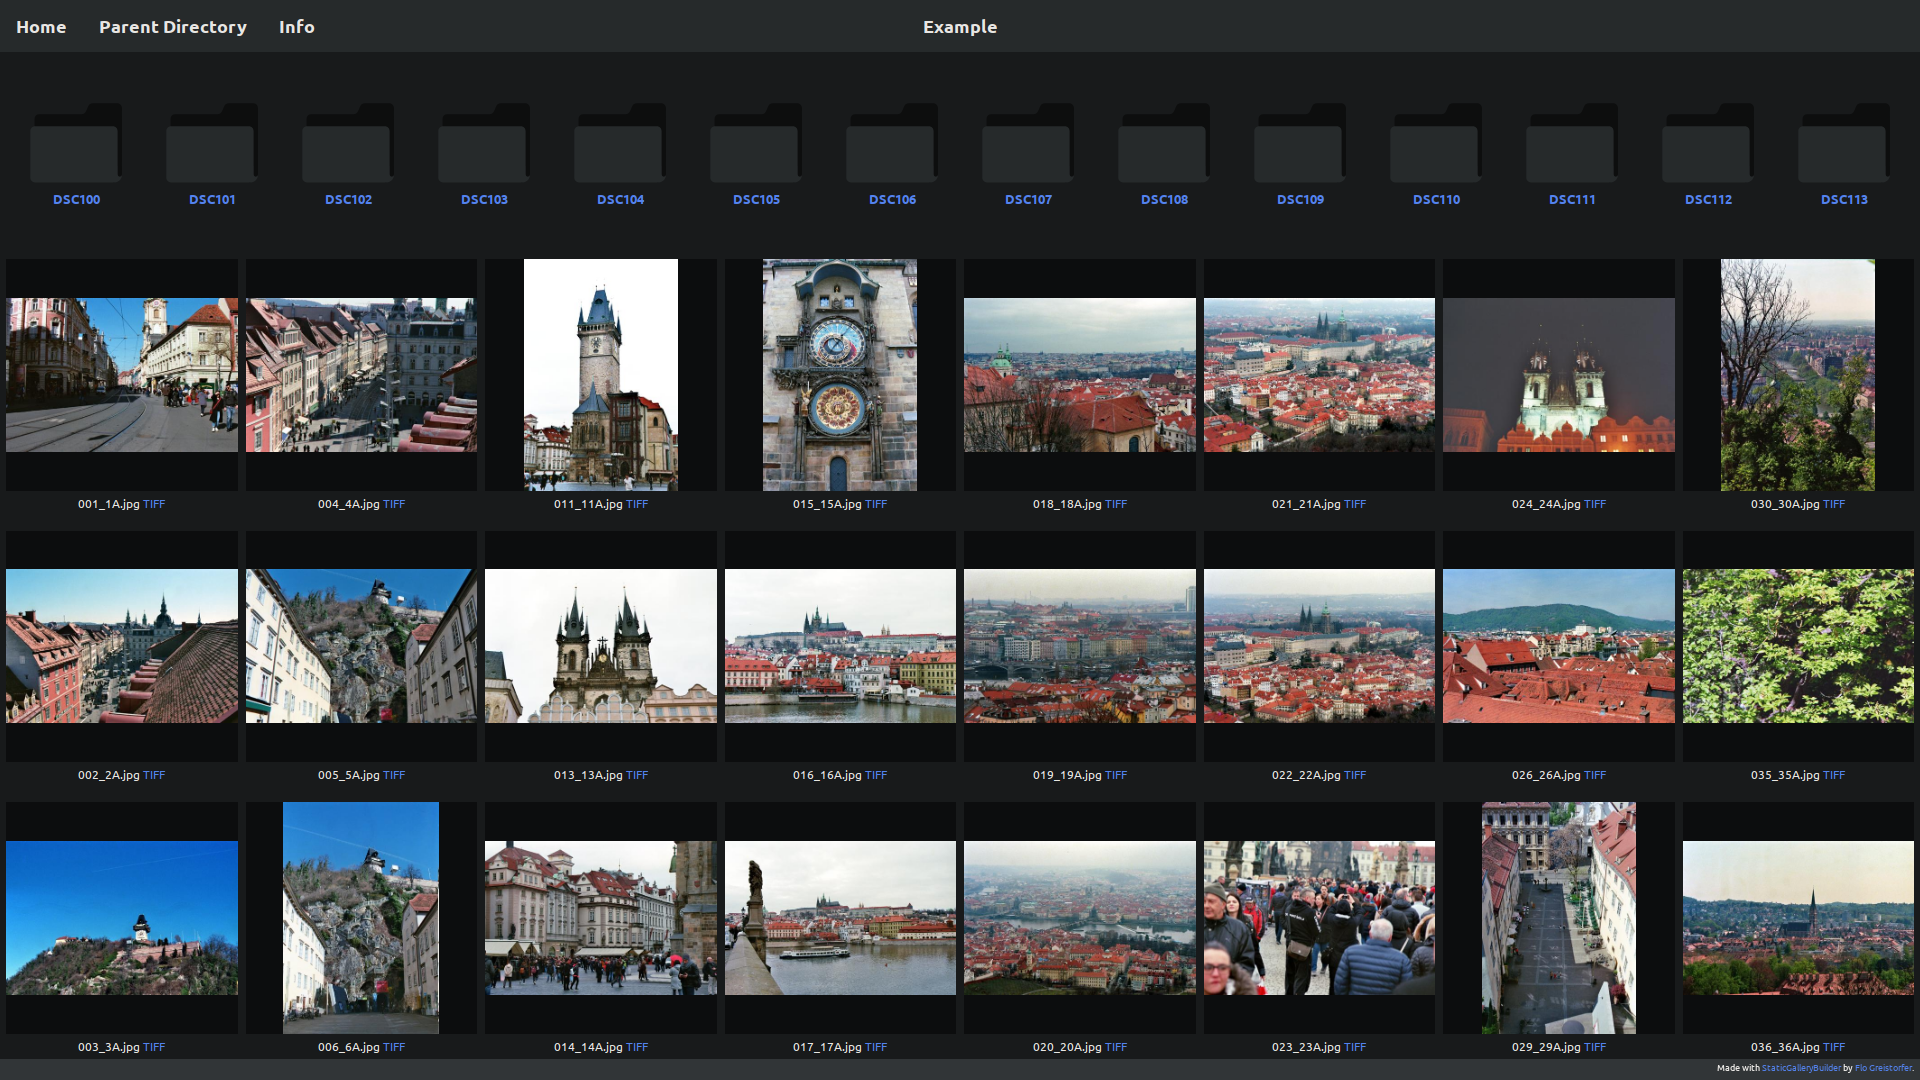 Home Parent Directory Info Example
DSC100 DSC101 DSC102 DSC103 DSC104 DSC105 DSC106 DSC107 DSC108 DSC109 DSC110 DSC111 DSC112 DSC113
001_1A.jpg TIFF 004_4A.jpg TIFF 011_11A.jpg TIFF 015_15A.jpg TIFF 018_18A.jpg TIFF 021_21A.jpg TIFF 024_24A.jpg TIFF 030_30A.jpg TIFF
002_2A.jpg TIFF 005_5A.jpg TIFF 013_13A.jpg TIFF 016_16A.jpg TIFF 019_19A.jpg TIFF 022_22A.jpg TIFF 026_26A.jpg TIFF 035_35A.jpg TIFF
003_3A.jpg TIFF 006_6A.jpg TIFF 014_14A.jpg TIFF 017_17A.jpg TIFF 020_20A.jpg TIFF 023_23A.jpg TIFF 029_29A.jpg TIFF 036_36A.jpg TIFF
Made with StaticGalleryBuilder by Flo Greistorfer.